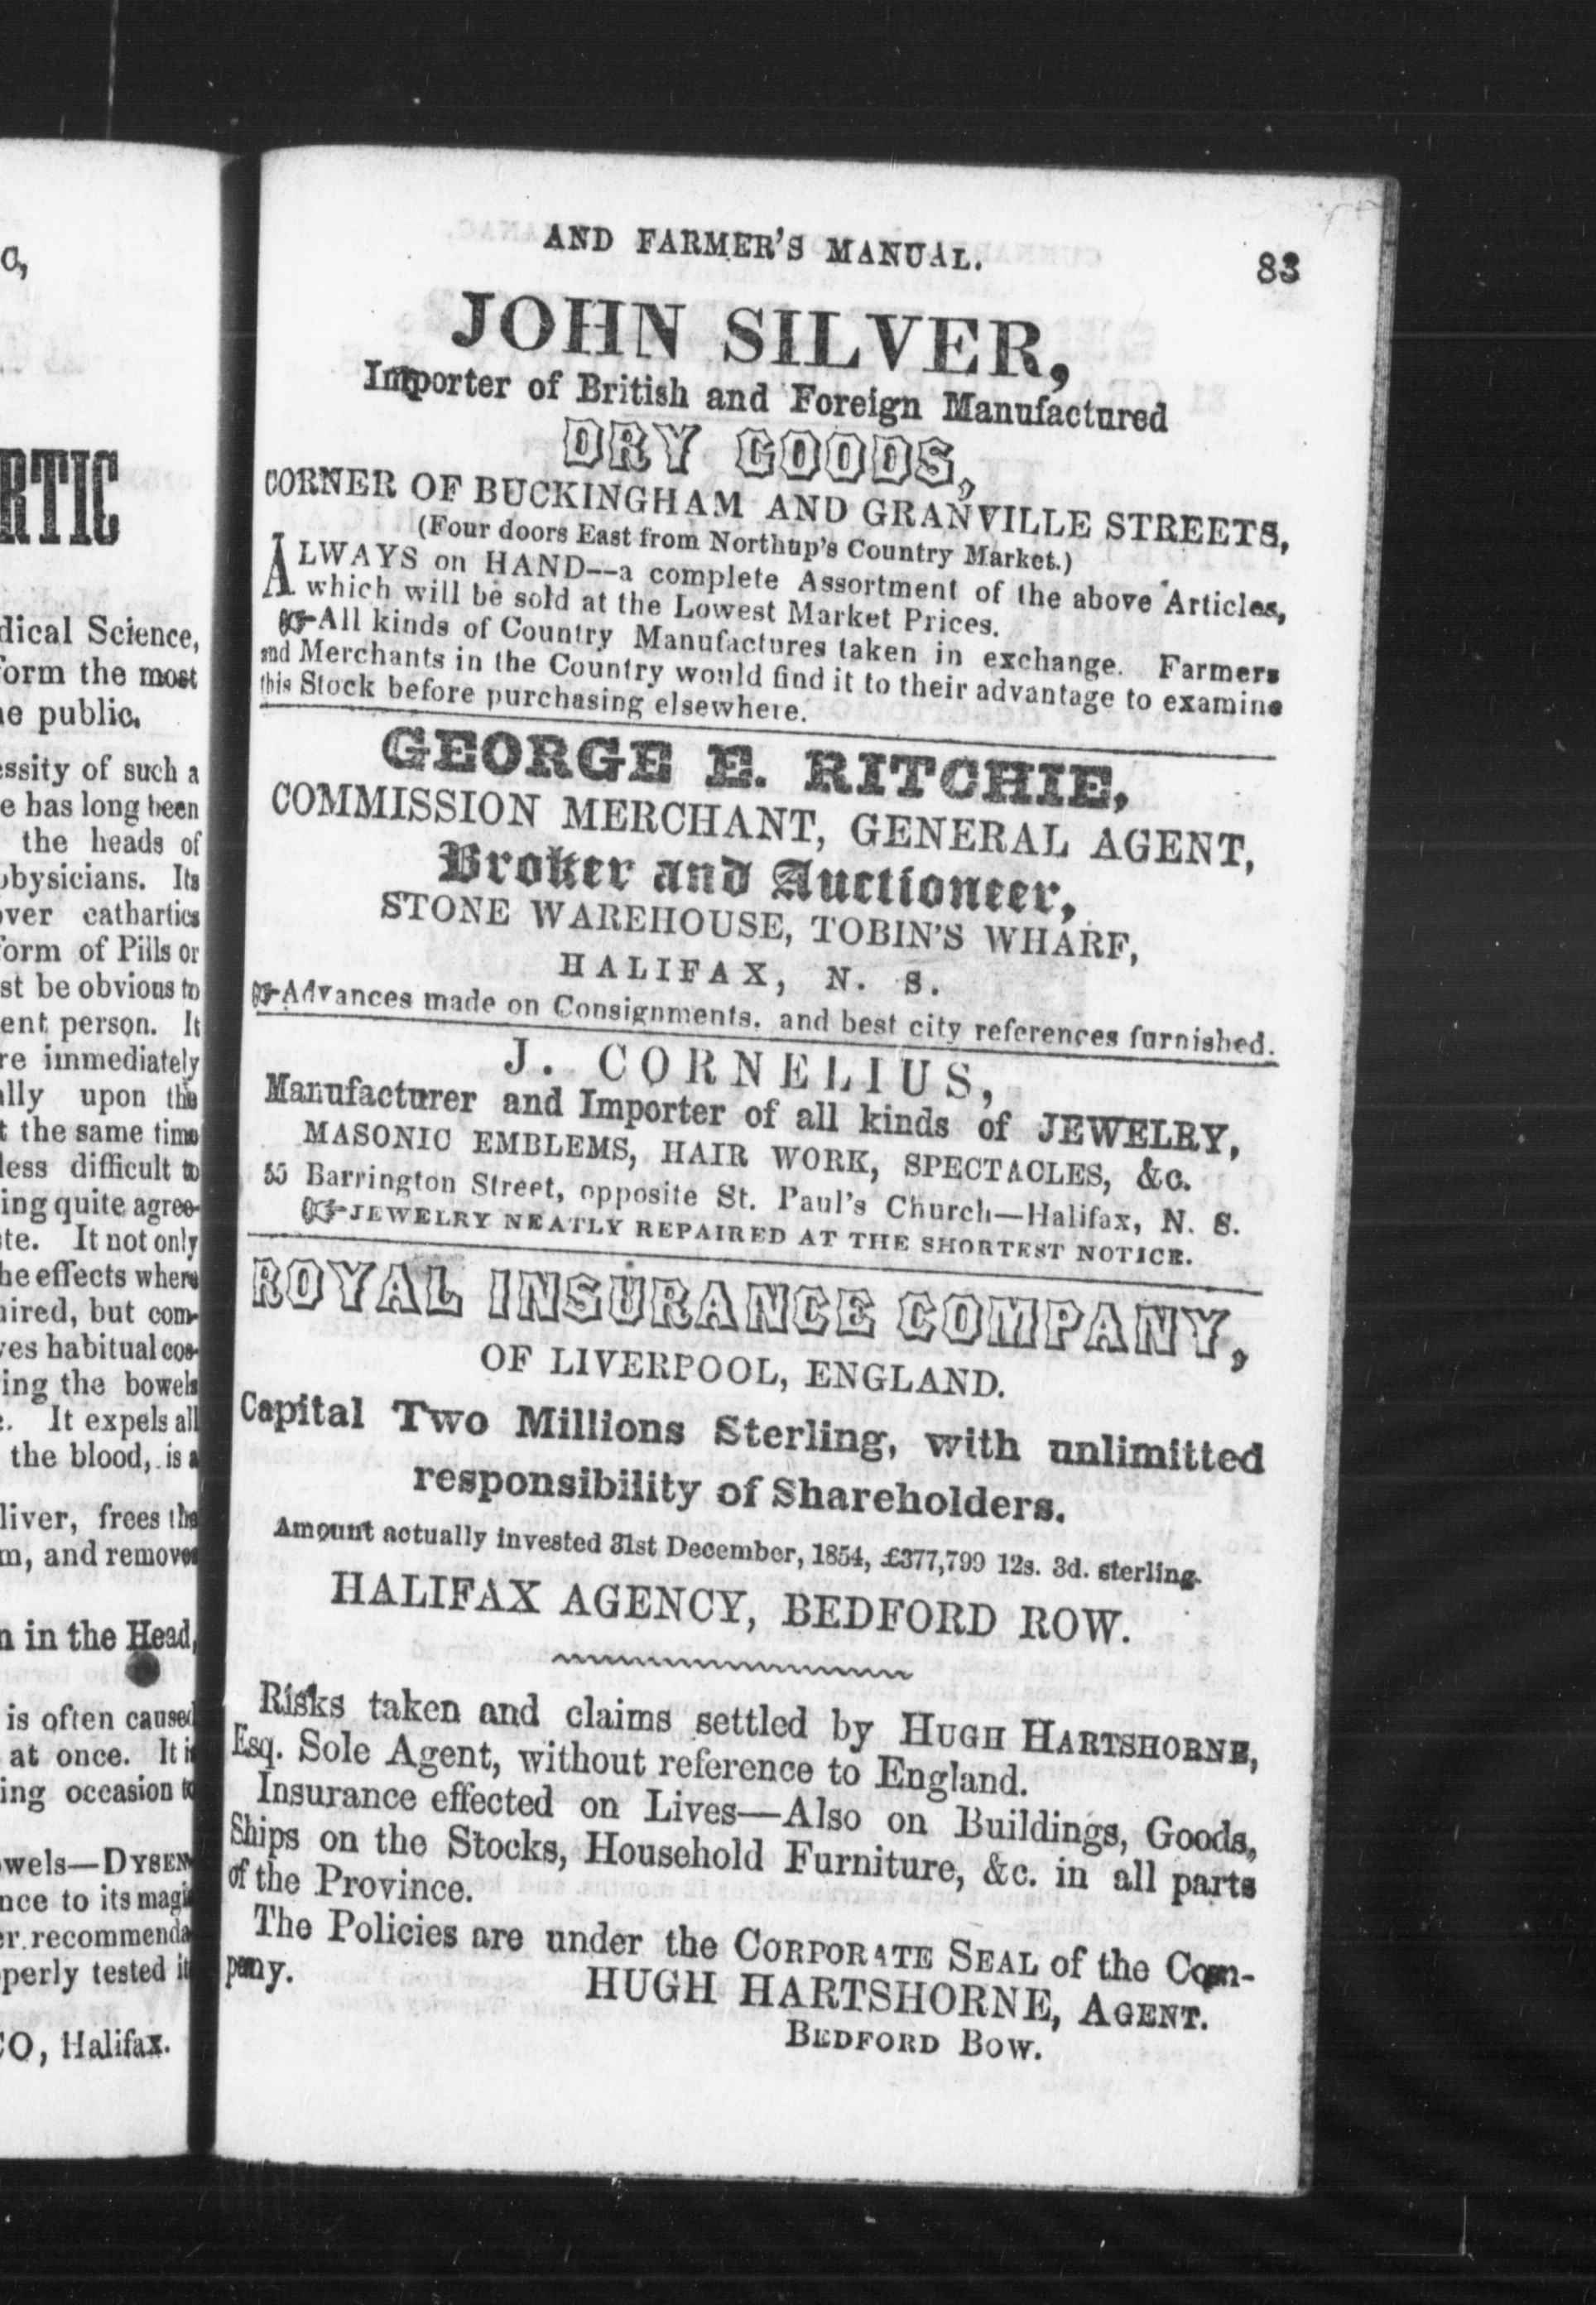 C,
RTIC
dical Science,
form the most
e public.
essity of such a
e has long been
the heads of
physicians. Its
over cathartics
form of Pills or
st be obvious to
ent person. It
re immediately
ally upon the
t the same time
less difficult to
ing quite agree-
te. It not only
he effects where
uired, but com-
ves habitual cos-
ing the bowels
. It expels all
the blood, is a
liver, frees the
m, and removes
n in the Head,
is often caused
at once. It is
ing occasion to
wels—DYSEN
nce to its magi
er recommenda
perly tested it
CO, Halifax.
AND FARMER'S MANUAL. 83
JOHN SILVER,
Importer of British and Foreign Manufactured
DRY GOODS,
CORNER OF BUCKINGHAM AND GRANVILLE STREETS,
(Four doors East from Northup's Country Market.)
ALWAYS on HAND--a complete Assortment of the above Articles,
which will be sold at the Lowest Market Prices.
☞All kinds of Country Manufactures taken in exchange. Farmers
and Merchants in the Country would find it to their advantage to examine
this Stock before purchasing elsewhere.
GEORGE E. RITCHIE,
COMMISSION MERCHANT, GENERAL AGENT,
Broker and Auctioneer,
STONE WAREHOUSE, TOBIN'S WHARF,
HALIFAX, N. S.
☞Advances made on Consignments. and best city references furnished.
J. CORNELIUS,
Manufacturer and Importer of all kinds of JEWELRY,
MASONIC EMBLEMS, HAIR WORK, SPECTACLES, &c.
55 Barrington Street, opposite St. Paul's Church—Halifax, N. S.
☞JEWELRY NEATLY REPAIRED AT THE SHORTEST NOTICE.
ROYAL INSURANCE COMPANY,
OF LIVERPOOL, ENGLAND.
Capital Two Millions Sterling, with unlimitted
responsibility of Shareholders.
Amount actually invested 31st December, 1854, £377,799 12s. 3d. sterling.
HALIFAX AGENCY, BEDFORD ROW.
Risks taken and claims settled by HUGH HARTSHORNE,
Esq. Sole Agent, without reference to England.
Insurance effected on Lives—Also on Buildings, Goods,
Ships on the Stocks, Household Furniture, &c. in all parts
of the Province.
The Policies are under the CORPORATE SEAL of the Com-
pany. HUGH HARTSHORNE, AGENT.
BEDFORD BOW.